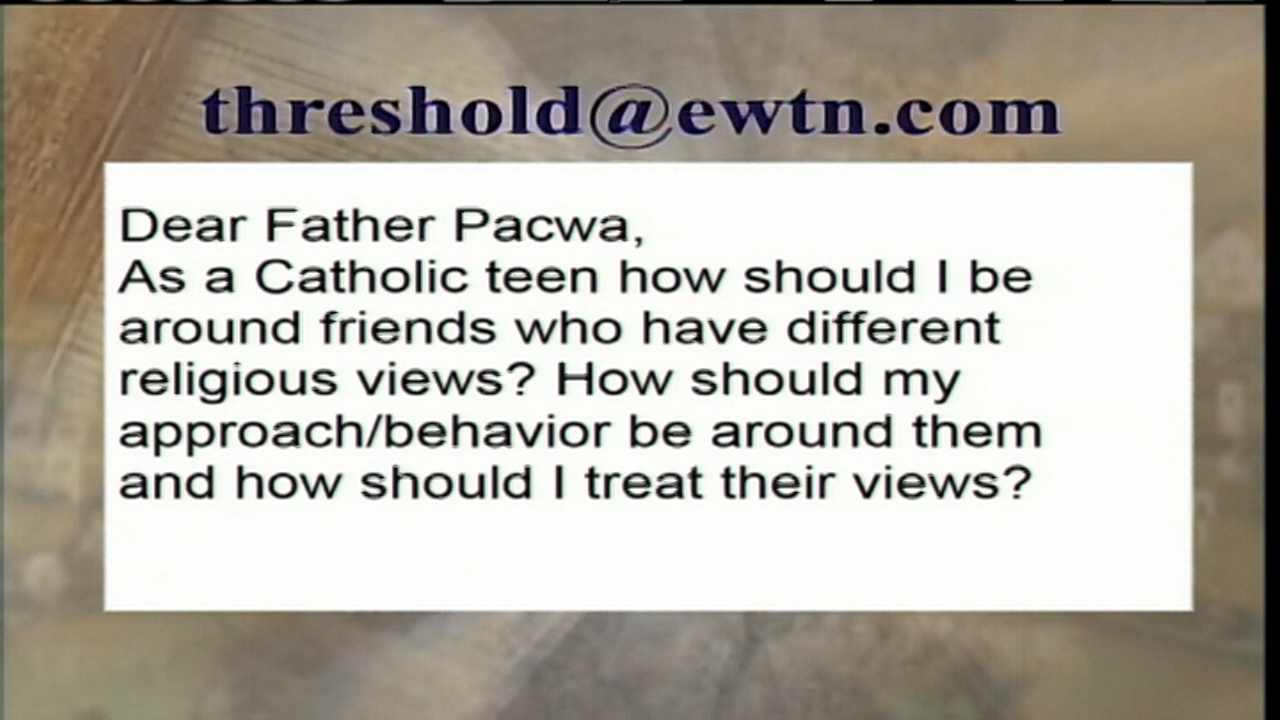 threshold@ewtn.com
Dear Father Pacwa,
As a Catholic teen how should I be
around friends who have different
religious views? How should my
approach/behavior be around them
and how should I treat their views?